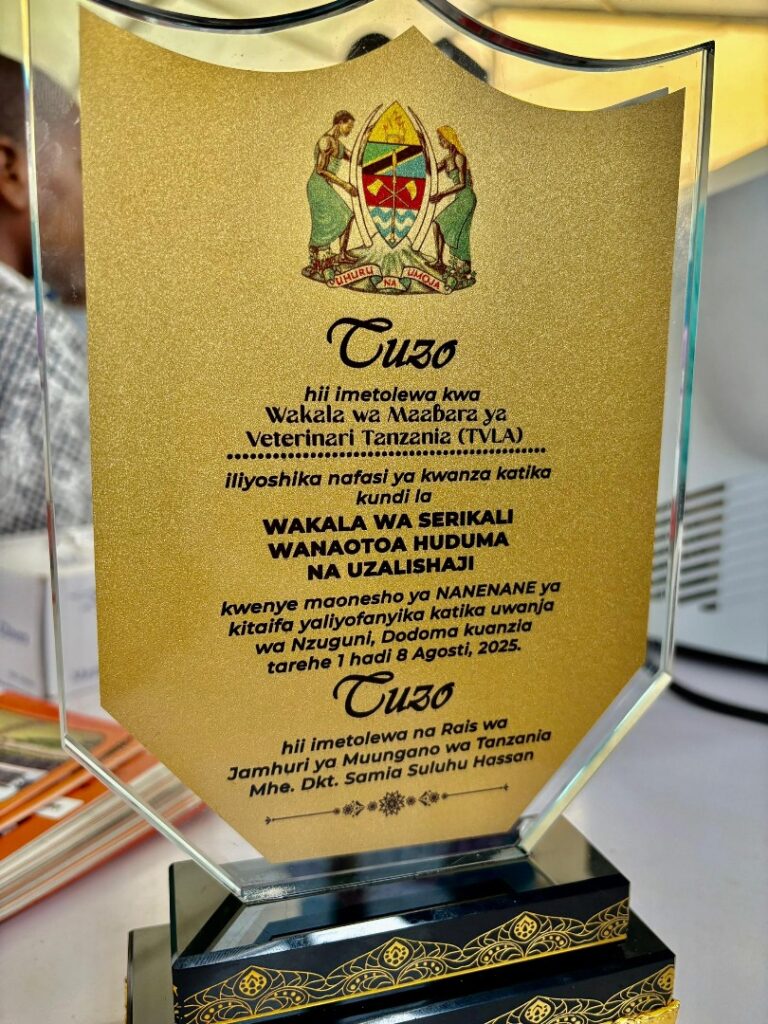 UHURU NA UMOJA
Tuzo
hii imetolewa kwa
Wakala wa Maabara ya
Veterinari Tanzania (TVLA)
iliyoshika nafasi ya kwanza katika
kundi la
WAKALA WA SERIKALI
WANAOTOA HUDUMA
NA UZALISHAJI
kwenye maonesho ya NANENANE ya
kitaifa yaliyofanyika katika uwanja
wa Nzuguni, Dodoma kuanzia
tarehe 1 hadi 8 Agosti, 2025.
Tuzo
hii imetolewa na Rais wa
Jamhuri ya Muungano wa Tanzania
Mhe. Dkt. Samia Suluhu Hassan